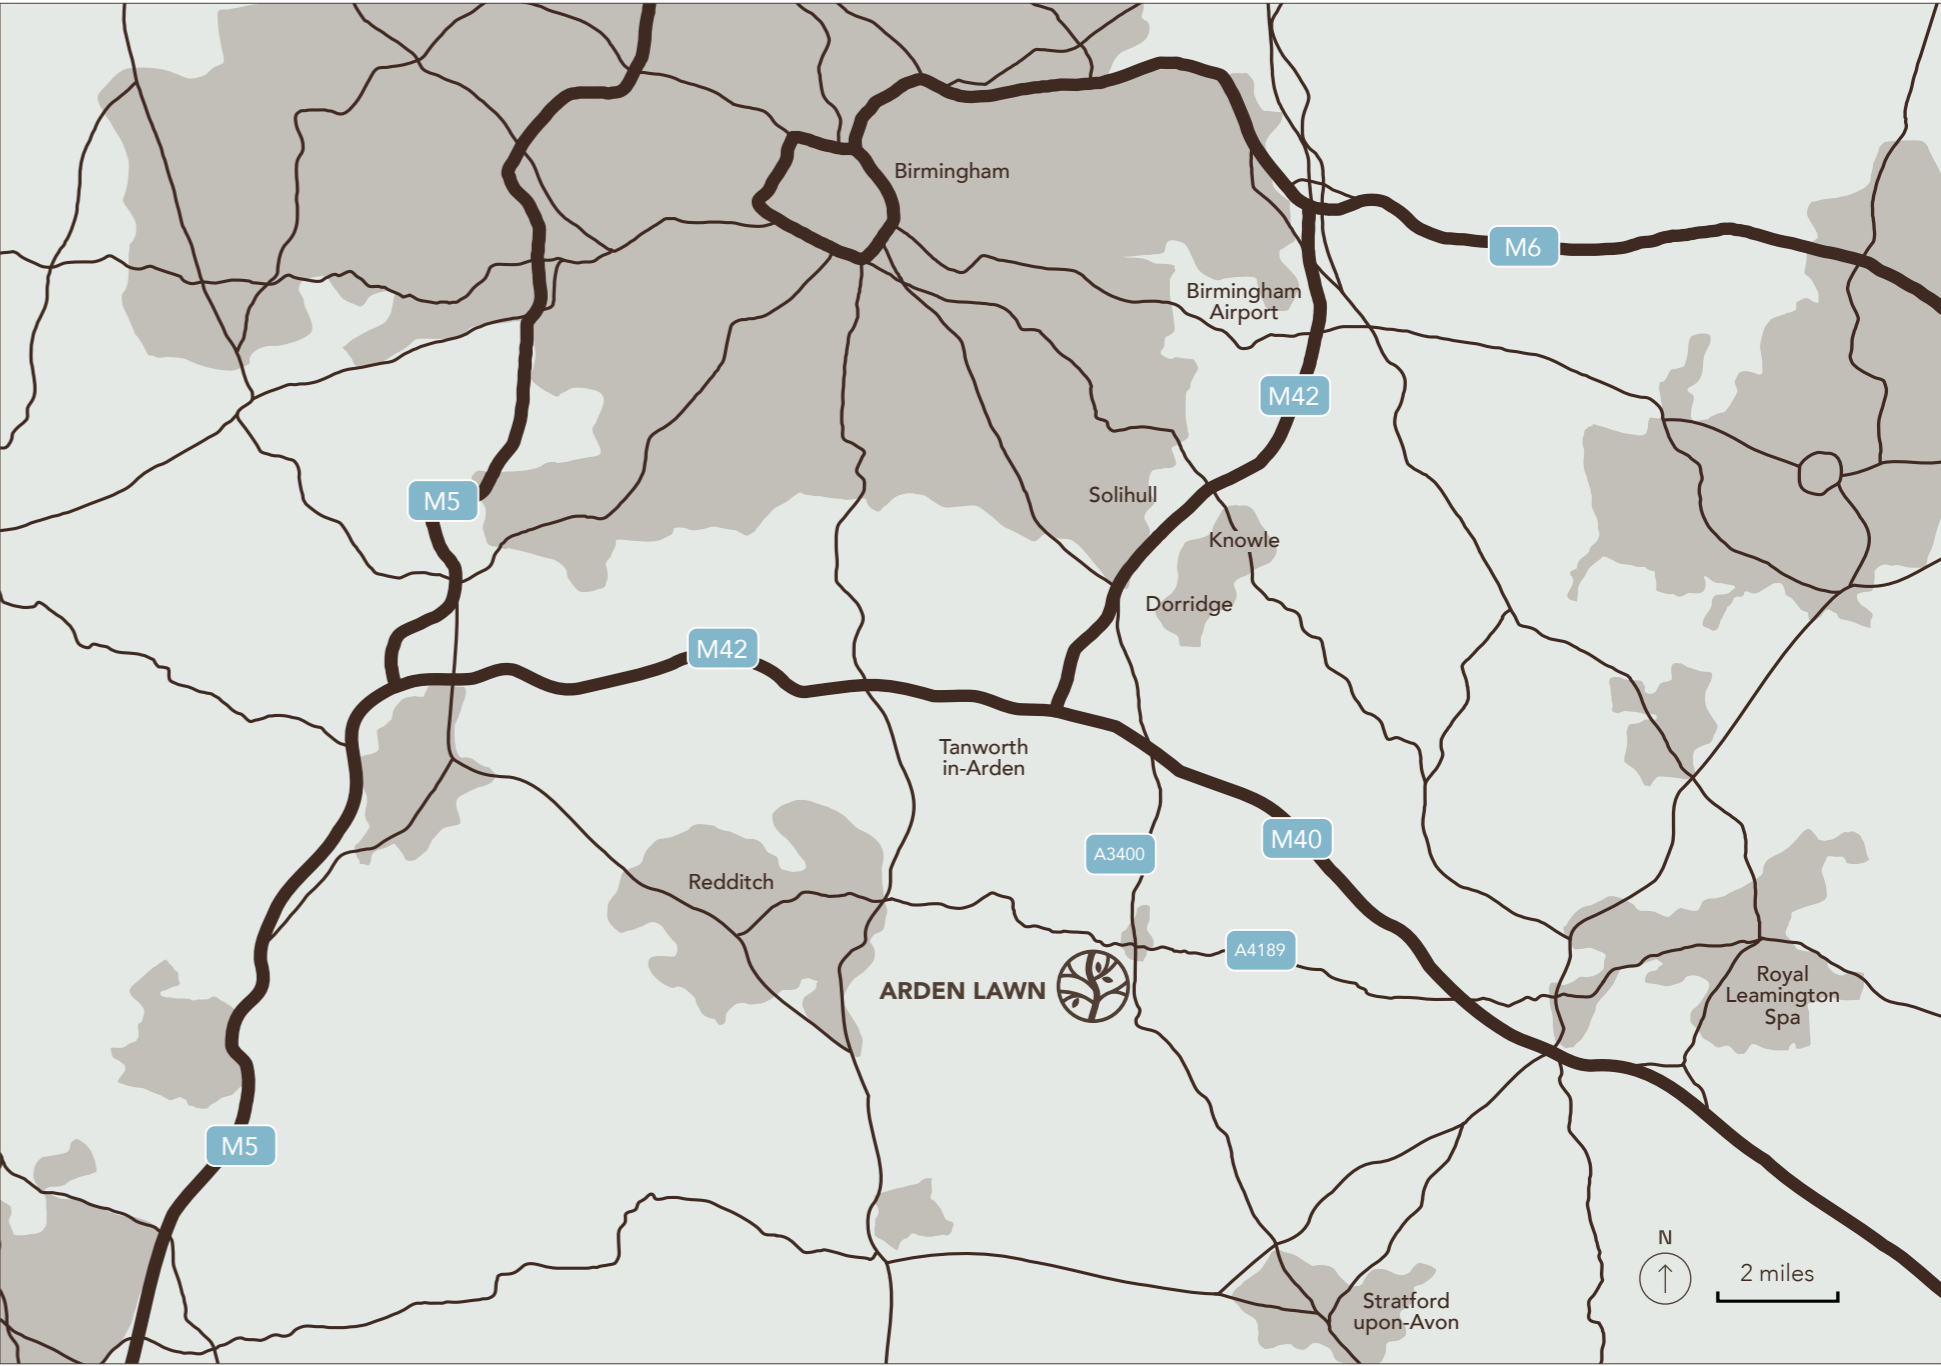 Birmingham
M6
Birmingham
Airport
M42
M5
Solihull
Knowle
Dorridge
M42
Tanworth
in-Arden
A3400
M40
Redditch
A4189
ARDEN LAWN
Royal
Leamington
Spa
M5
N
2 miles
Stratford
upon-Avon